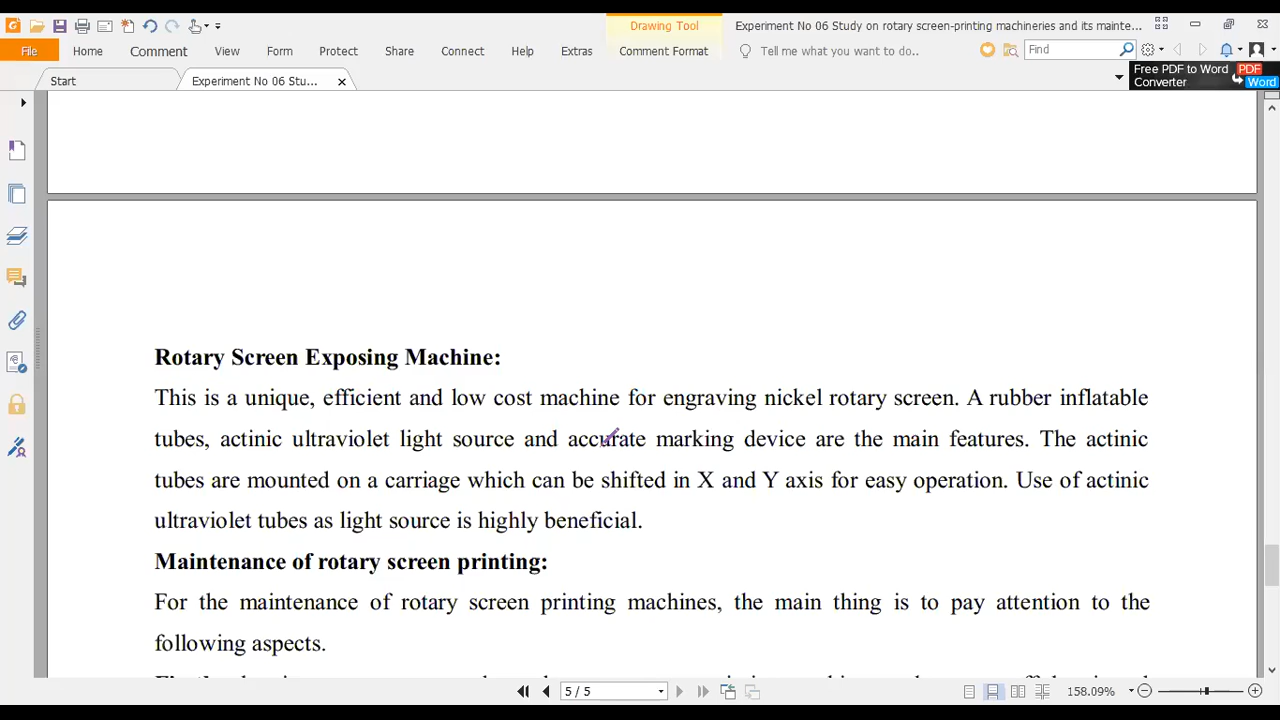 Drawing Tool
Experiment No 06 Study on rotary screen-printing machineries and its mainte...
File Home Comment View Form Protect Share Connect Help Extras Comment Format Tell me what you want to do.. Find
Start Experiment No 06 Stu...
Free PDF to Word
Converter
PDF
Word
Rotary Screen Exposing Machine:
This is a unique, efficient and low cost machine for engraving nickel rotary screen. A rubber inflatable
tubes, actinic ultraviolet light source and accurate marking device are the main features. The actinic
tubes are mounted on a carriage which can be shifted in X and Y axis for easy operation. Use of actinic
ultraviolet tubes as light source is highly beneficial.
Maintenance of rotary screen printing:
For the maintenance of rotary screen printing machines, the main thing is to pay attention to the
following aspects.
5 / 5
158.09%